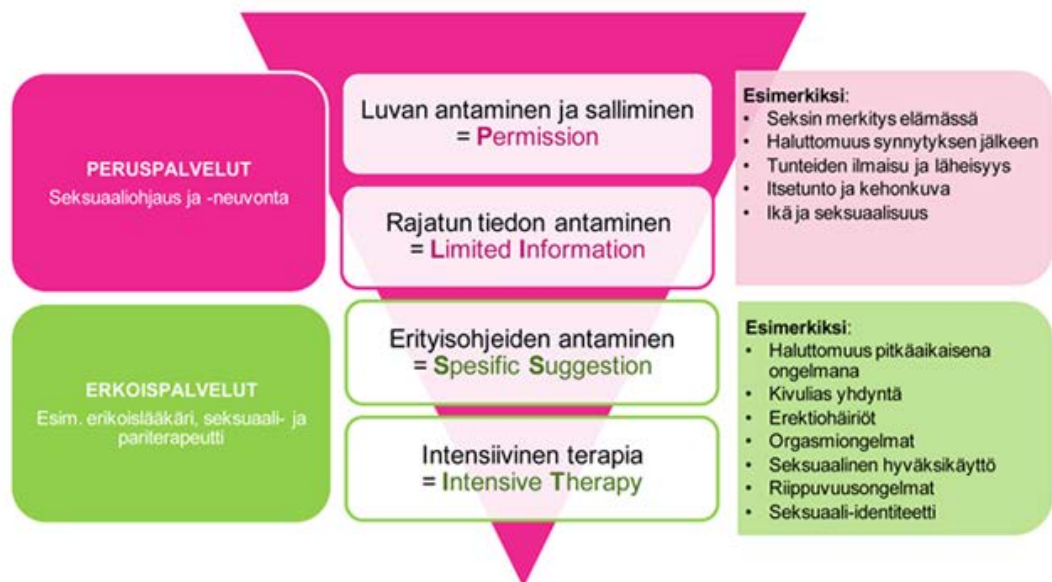 PERUSPALVELUT
Seksuaaliohjaus ja -neuvonta
Luvan antaminen ja salliminen
= Permission
Rajatun tiedon antaminen
= Limited Information
Esimerkiksi:
• Seksin merkitys elämässä
• Haluttomuus synnytyksen jälkeen
• Tunteiden ilmaisu ja läheisyys
• Itsetunto ja kehonkuva
• Ikä ja seksuaalisuus
ERKOISPALVELUT
Esim. erikoislääkäri, seksuaali- ja
pariterapeutti
Erityisohjeiden antaminen
= Spesific Suggestion
Intensiivinen terapia
= Intensive Therapy
Esimerkiksi:
• Haluttomuus pitkäaikaisena
ongelmana
• Kivulias yhdyntä
• Erektiohäiriöt
• Orgasmiongelmat
• Seksuaalinen hyväksikäyttö
• Riippuvuusongelmat
• Seksuaali-identiteetti